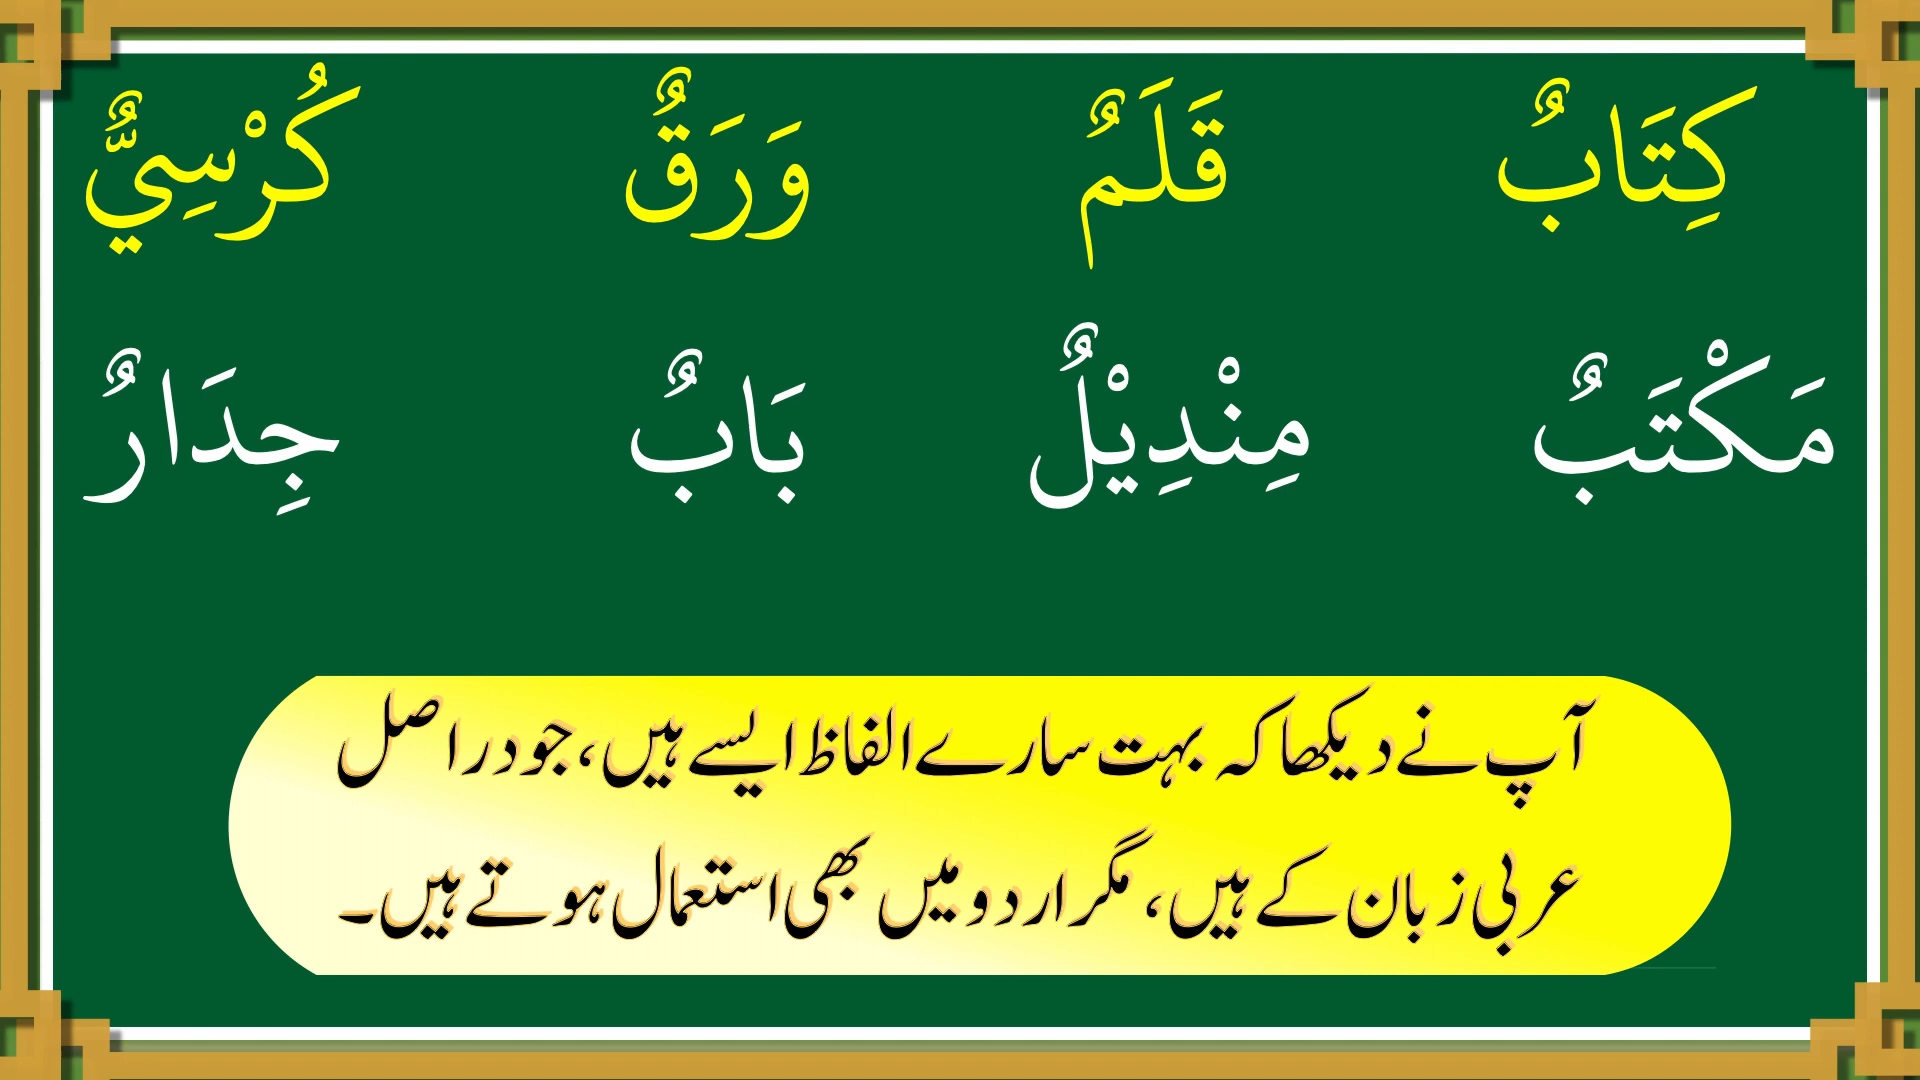 كِتَابٌ قَلَمٌ وَرَقٌ كُرْسِيٌّ
مَكْتَبٌ مِنْدِيْلٌ بَابٌ جِدَارٌ
آپ نے دیکھا کہ بہت سارے الفاظ ایسے ہیں، جو دراصل
عربی زبان کے ہیں، مگر اردو میں بھی استعمال ہوتے ہیں۔